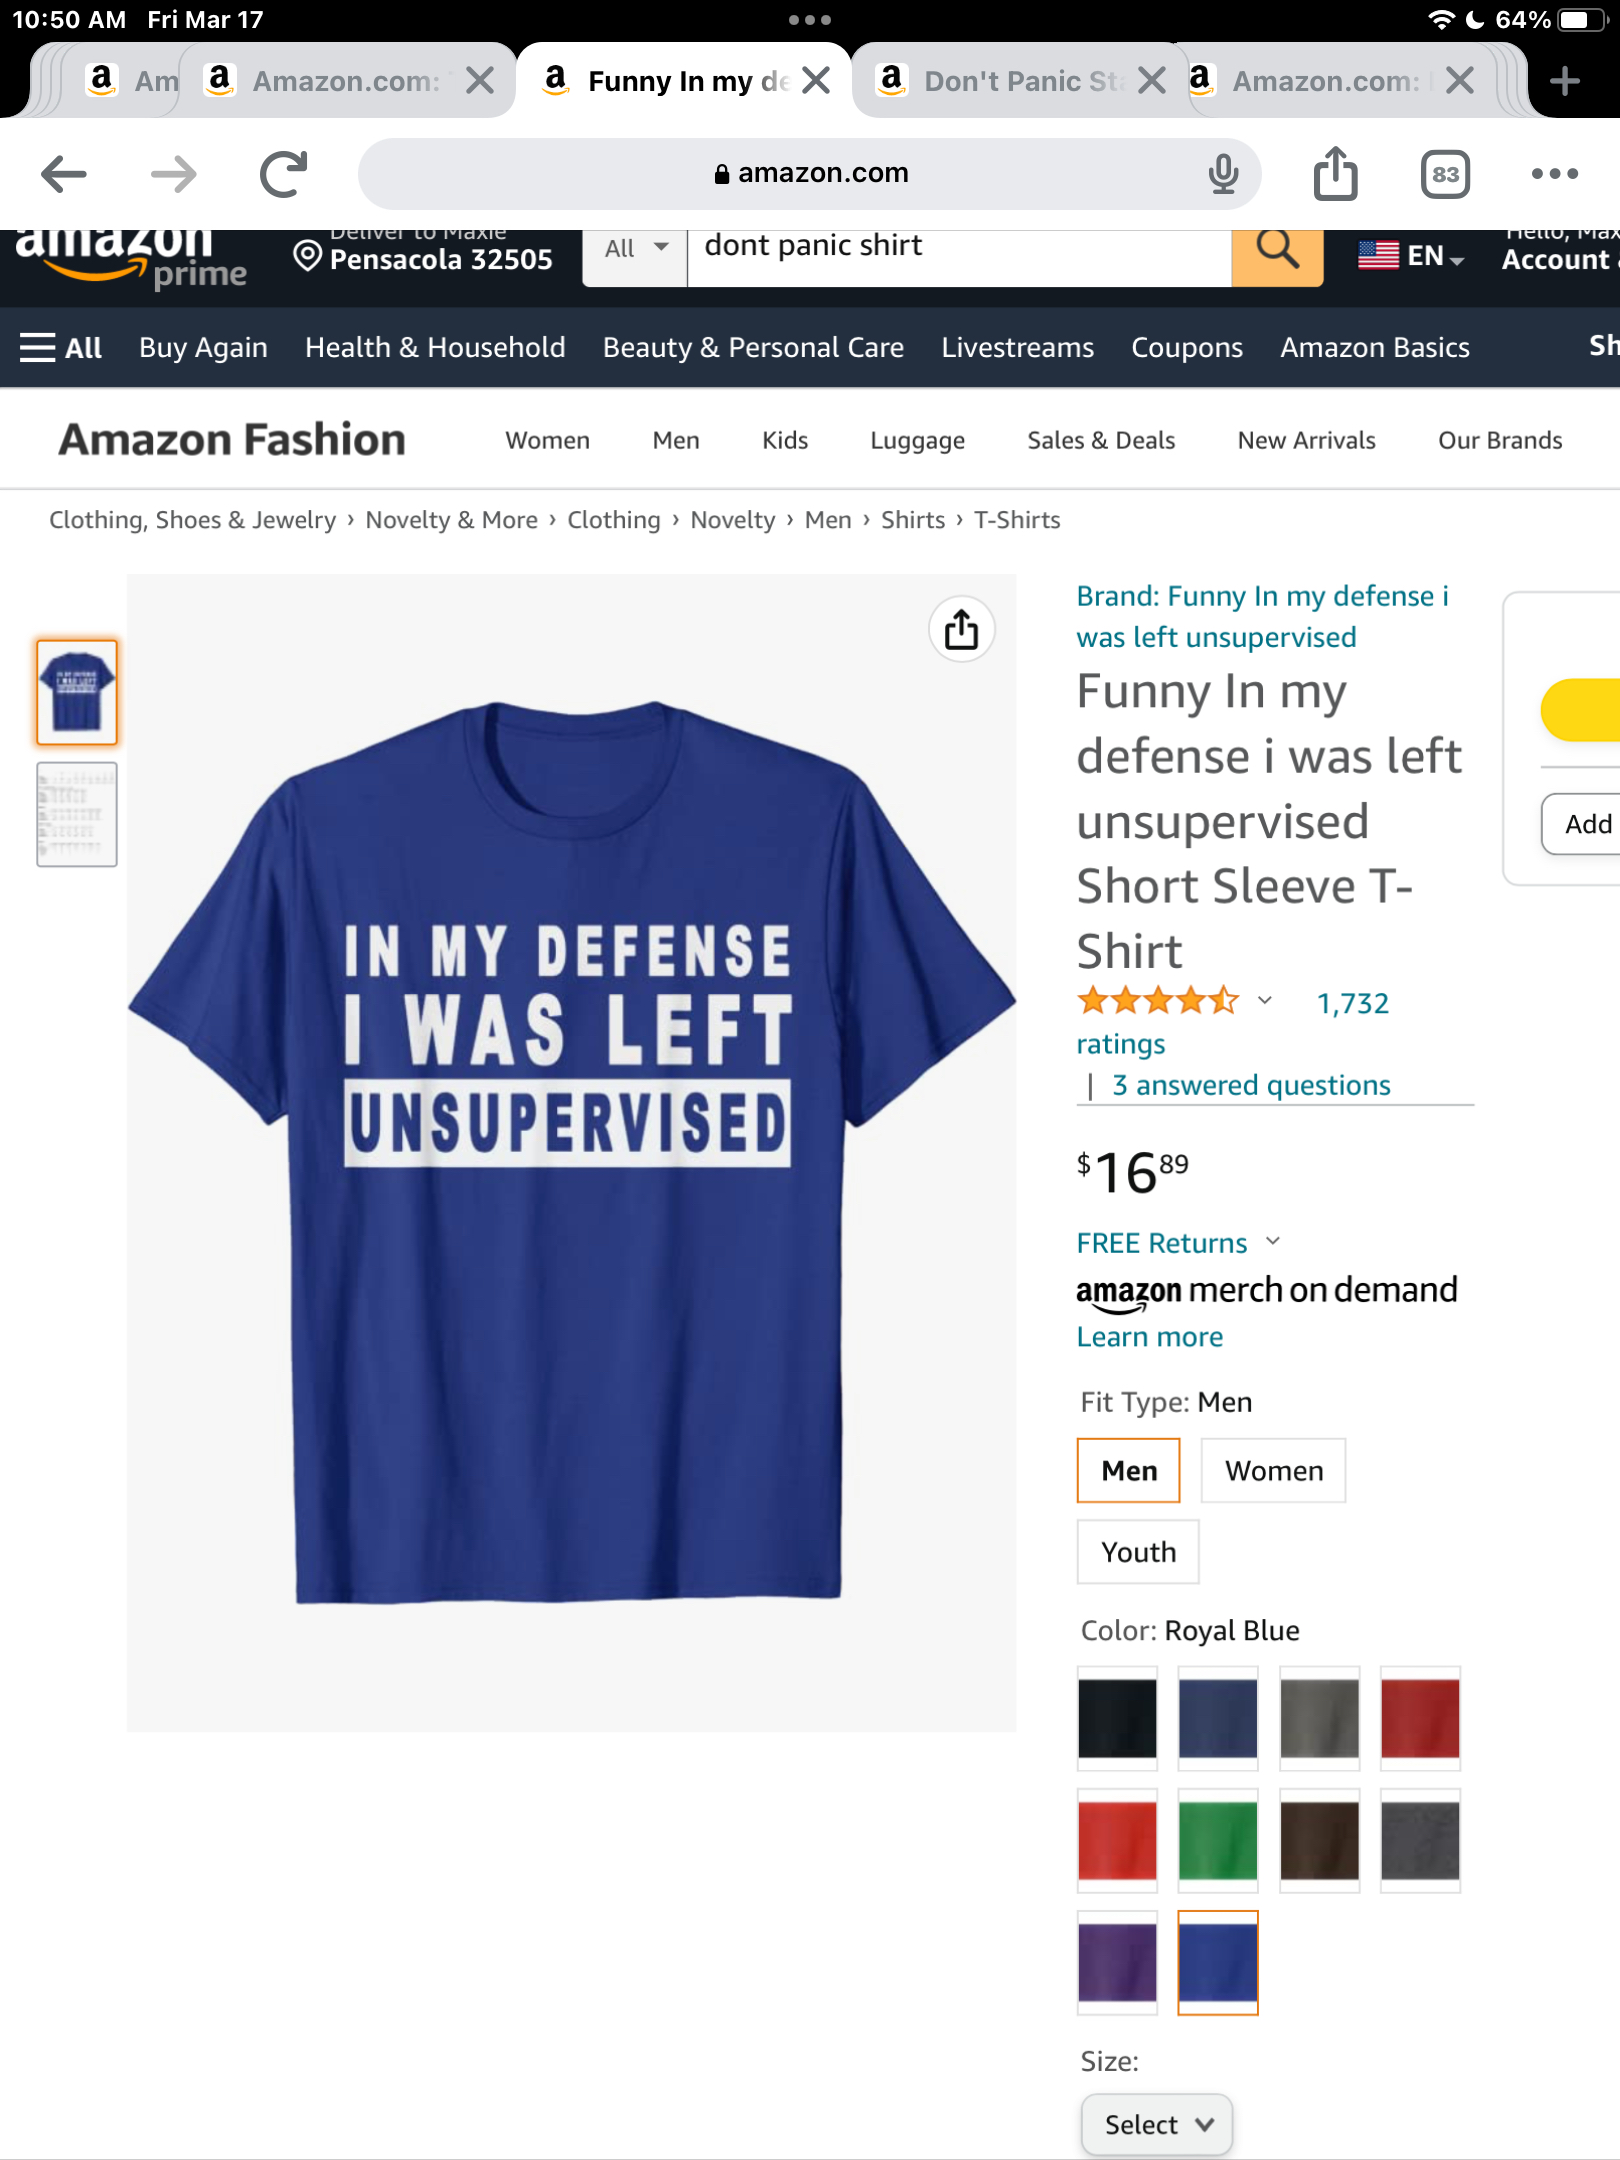 10:50 AM Fri Mar 17
64%
Am
Amazon.com:
Funny In my de
Don't Panic Sta
Amazon.com:
amazon.com
83
amazon prime
Deliver to Maxie
Pensacola 32505
All
dont panic shirt
EN
Hello, Max
Account
All
Buy Again
Health & Household
Beauty & Personal Care
Livestreams
Coupons
Amazon Basics
Sh
Amazon Fashion
Women
Men
Kids
Luggage
Sales & Deals
New Arrivals
Our Brands
Clothing, Shoes & Jewelry › Novelty & More › Clothing › Novelty › Men › Shirts › T-Shirts
IN MY DEFENSE
I WAS LEFT
UNSUPERVISED
Brand: Funny In my defense i
was left unsupervised
Funny In my
defense i was left
unsupervised
Short Sleeve T-
Shirt
1,732
ratings
| 3 answered questions
$16 89
FREE Returns
amazon merch on demand
Learn more
Add
Fit Type: Men
Men
Women
Youth
Color: Royal Blue
Size:
Select